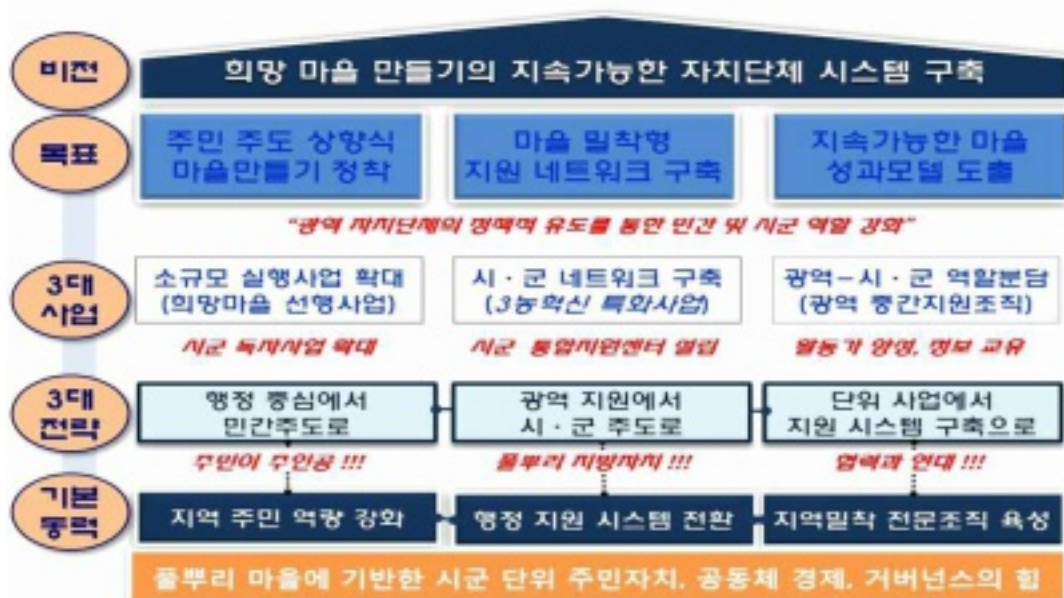 비전
희망 마을 만들기의 지속가능한 자치단체 시스템 구축
목표
주민 주도 상향식
마을만들기 정착
마을 밀착형
지원 네트워크 구축
지속가능한 마을
성과모델 도출
"광역 자치단체의 정책적 유도를 통한 민간 및 시군 역할 강화"
3대
사업
소규모 실행사업 확대
(희망마을 선행사업)
시 · 군 네트워크 구축
(3농혁신 특화사업)
광역-시 · 군 역할분담
(광역 중간지원조직)
시군 독자사업 확대
시군 통합지원센터 설립
활동가 양성, 정보 교유
3대
전략
행정 중심에서
민간주도로
광역 지원에서
시 · 군 주도로
단위 사업에서
지원 시스템 구축으로
주민이 주인공 !!!
풀뿌리 지방자치 !!!
협력과 연대 !!!
기본
동력
지역 주민 역량 강화
행정 지원 시스템 전환
지역밀착 전문조직 육성
풀뿌리 마을에 기반한 시군 단위 주민자치, 공동체 경제, 거버넌스의 힘